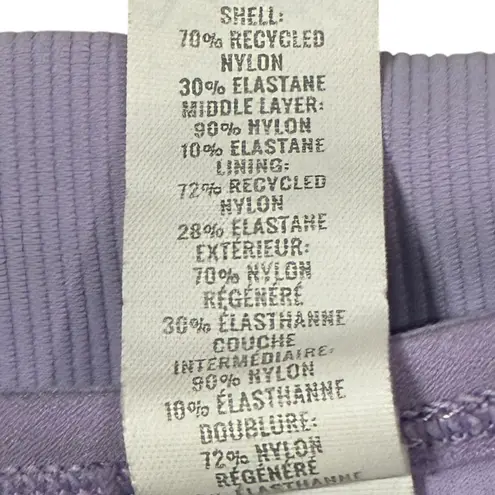 SHELL:
70% RECYCLED
NYLON
30% ELASTANE
MIDDLE LAYER:
90% NYLON
10% ELASTANE
LINING:
72% RECYCLED
NYLON
28% ELASTANE
EXTÉRIEUR:
70% NYLON
RÉGÉNÉRÉ
30% ÉLASTHANNE
COUCHE
INTERMÉDIAIRE:
90% NYLON
10% ÉLASTHANNE
DOUBLURE:
72% NYLON
RÉGÉNÉRÉ
ÉLASTHANNE